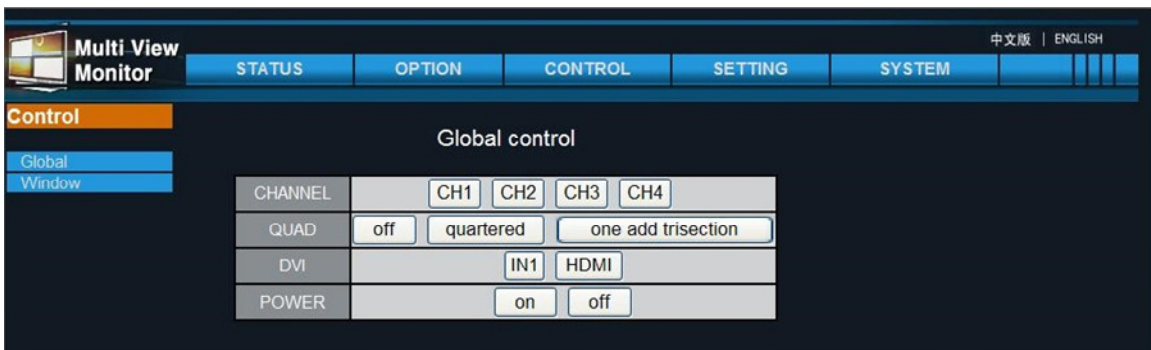 中文版 | ENGLISH
Multi View
Monitor
STATUS OPTION CONTROL SETTING SYSTEM
Control
Global
Window
Global control
CHANNEL CH1 CH2 CH3 CH4
QUAD off quartered one add trisection
DVI IN1 HDMI
POWER on off